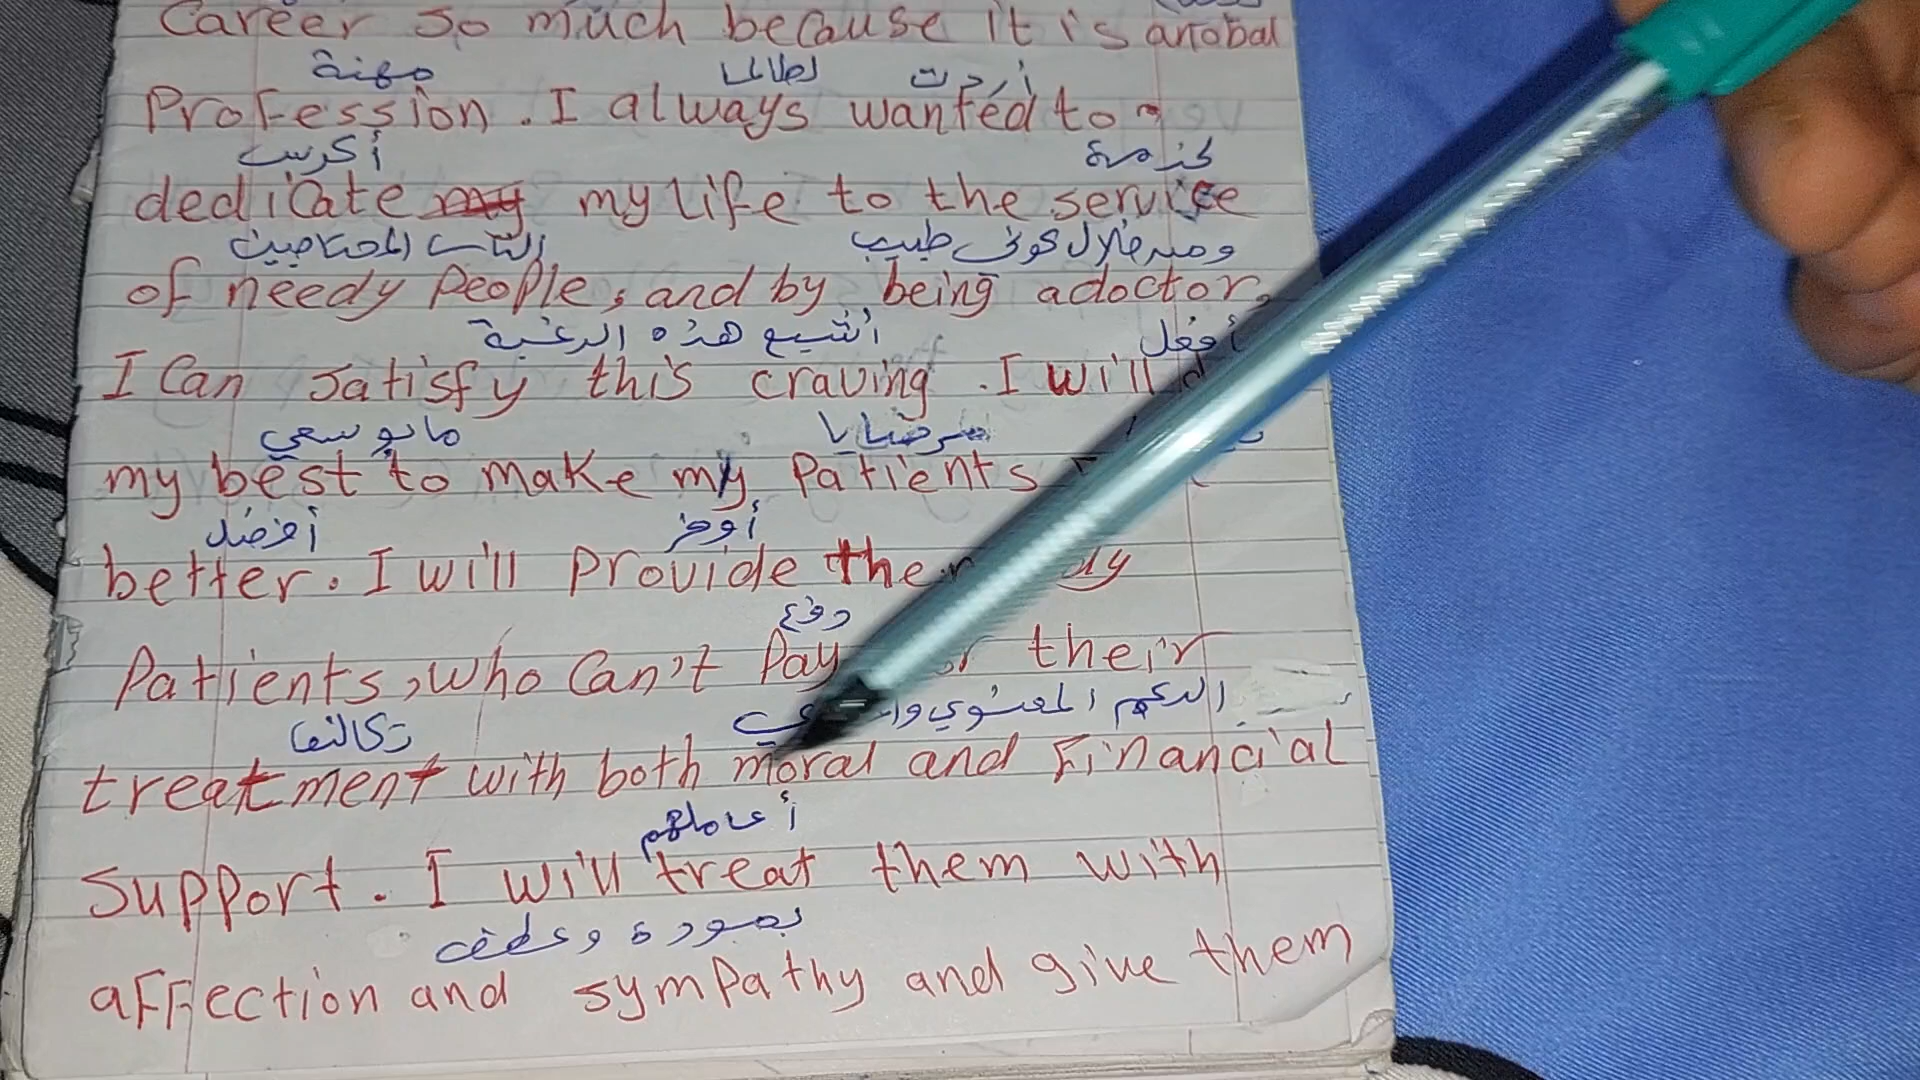 Career so much because it is anobal
مهنة لطالما أردت
Profession. I always wanted to
أكرس لخدمة
dedicate my my life to the service
الناس المحتاجين ومن خلال كوني طبيب
of needy People, and by being a doctor,
أشبع هذه الرغبة أفعل
I Can satisfy this craving. I will
ما بوسعي مرضايا
my best to make my Patients
أفضل أوفر
better. I will Provide the
دفع
Patients, who Can't Pay their
تكاليف الدعم المعنوي
treatment with both moral and Financial
أعاملهم
support. I will treat them with
بمودة وعطف
aFFection and symPathy and give them